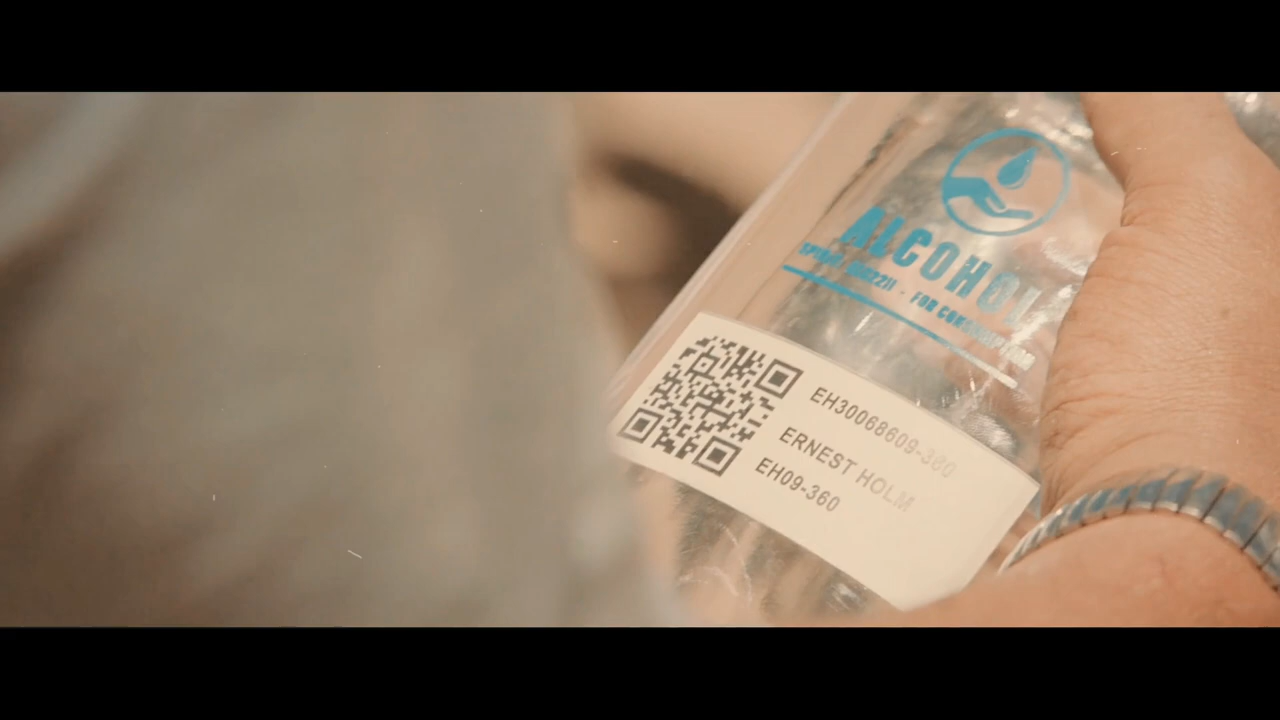 ALCOHOL
- FOR CONSUMPTION
EH30068609-360
ERNEST HOLM
EH09-360